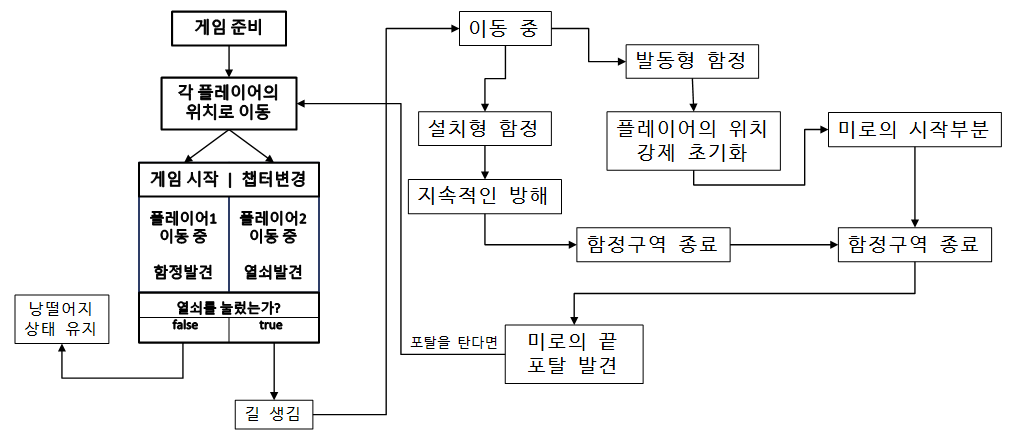 게임 준비
각 플레이어의
위치로 이동
게임 시작 | 챕터변경
플레이어1
이동 중
함정발견
플레이어2
이동 중
열쇠발견
열쇠를 눌렀는가?
false
true
낭떨어지
상태 유지
길 생김
이동 중
설치형 함정
지속적인 방해
함정구역 종료
발동형 함정
플레이어의 위치
강제 초기화
미로의 시작부분
함정구역 종료
미로의 끝
포탈 발견
포탈을 탄다면